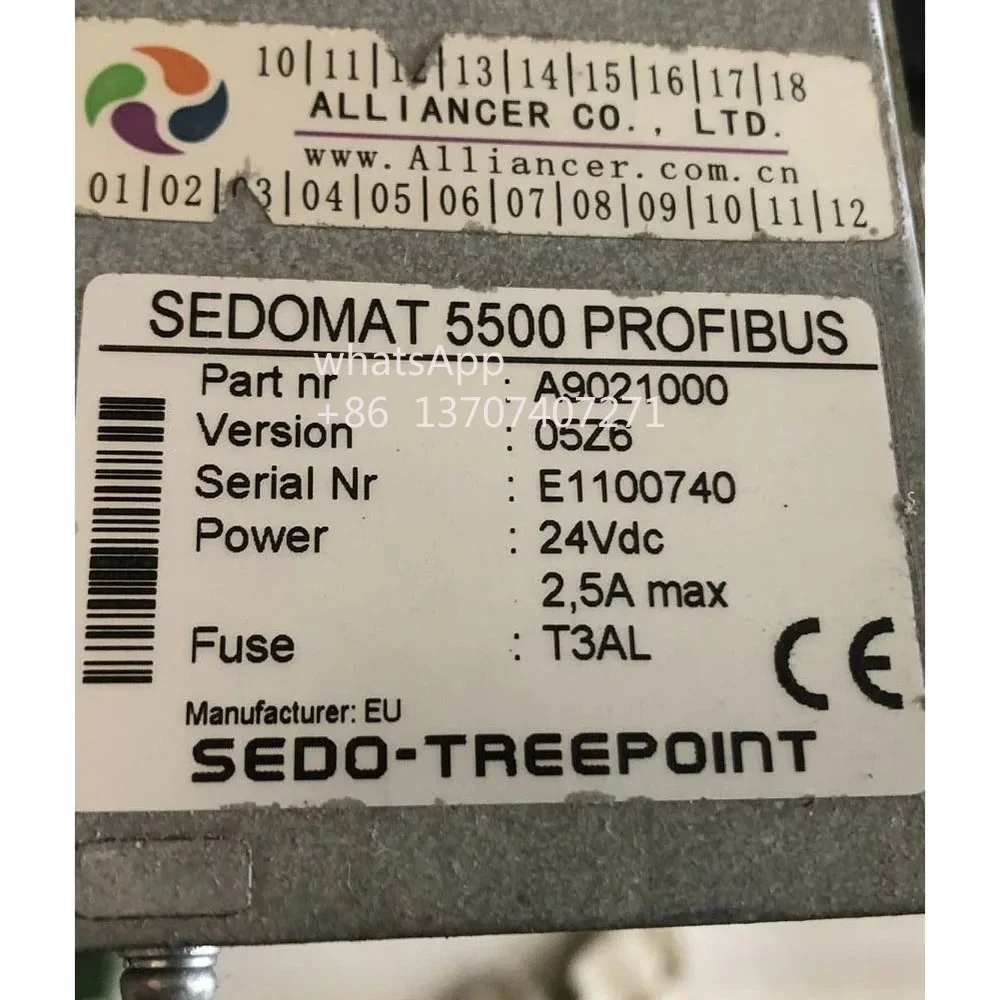 10|11|12|13|14|15|16|17|18
ALLIANCER CO., LTD.
www.Alliancer.com.cn
01|02|03|04|05|06|07|08|09|10|11|12
SEDOMAT 5500 PROFIBUS
whatsApp
Part nr : A9021000
+86 13707407271
Version : 05Z6
Serial Nr : E1100740
Power : 24Vdc
2,5A max
Fuse : T3AL
CE
Manufacturer: EU
SEDO-TREEPOINT